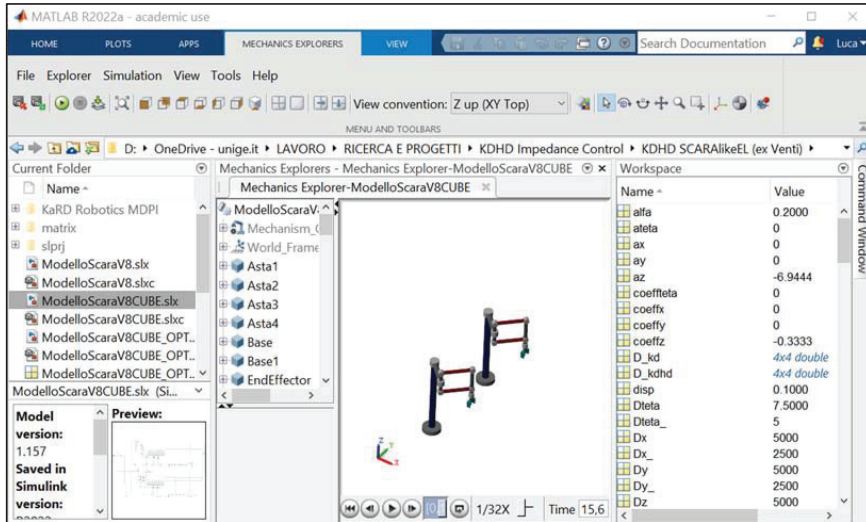 MATLAB R2022a - academic use
HOME PLOTS APPS MECHANICS EXPLORERS VIEW Search Documentation Luca
File Explorer Simulation View Tools Help
View convention: Z up (XY Top)
MENU AND TOOLBARS
D: ▸ OneDrive - unige.it ▸ LAVORO ▸ RICERCA E PROGETTI ▸ KDHD Impedance Control ▸ KDHD SCARAlikeEL (ex Venti) ▸
Current Folder
Name
KaRD Robotics MDPI
matrix
slprj
ModelloScaraV8.slx
ModelloScaraV8.slxc
ModelloScaraV8CUBE.slx
ModelloScaraV8CUBE.slxc
ModelloScaraV8CUBE_OPT...
ModelloScaraV8CUBE_OPT...
ModelloScaraV8CUBE_OPT...
ModelloScaraV8CUBE.slx (Si...
Model version:
1.157
Saved in Simulink version:
Preview:
Mechanics Explorers - Mechanics Explorer-ModelloScaraV8CUBE
Mechanics Explorer-ModelloScaraV8CUBE
ModelloScaraV
Mechanism_
World_Frame
Asta1
Asta2
Asta3
Asta4
Base
Base1
EndEffector
z
x
1/32X Time 15,6
Workspace
Name Value
alfa 0.2000
ateta 0
ax 0
ay 0
az -6.9444
coeffteta 0
coeffx 0
coeffy 0
coeffz -0.3333
D_kd 4x4 double
D_kdhd 4x4 double
disp 0.1000
Dteta 7.5000
Dteta_ 5
Dx 5000
Dx_ 2500
Dy 5000
Dy_ 2500
Dz 5000
Command Window